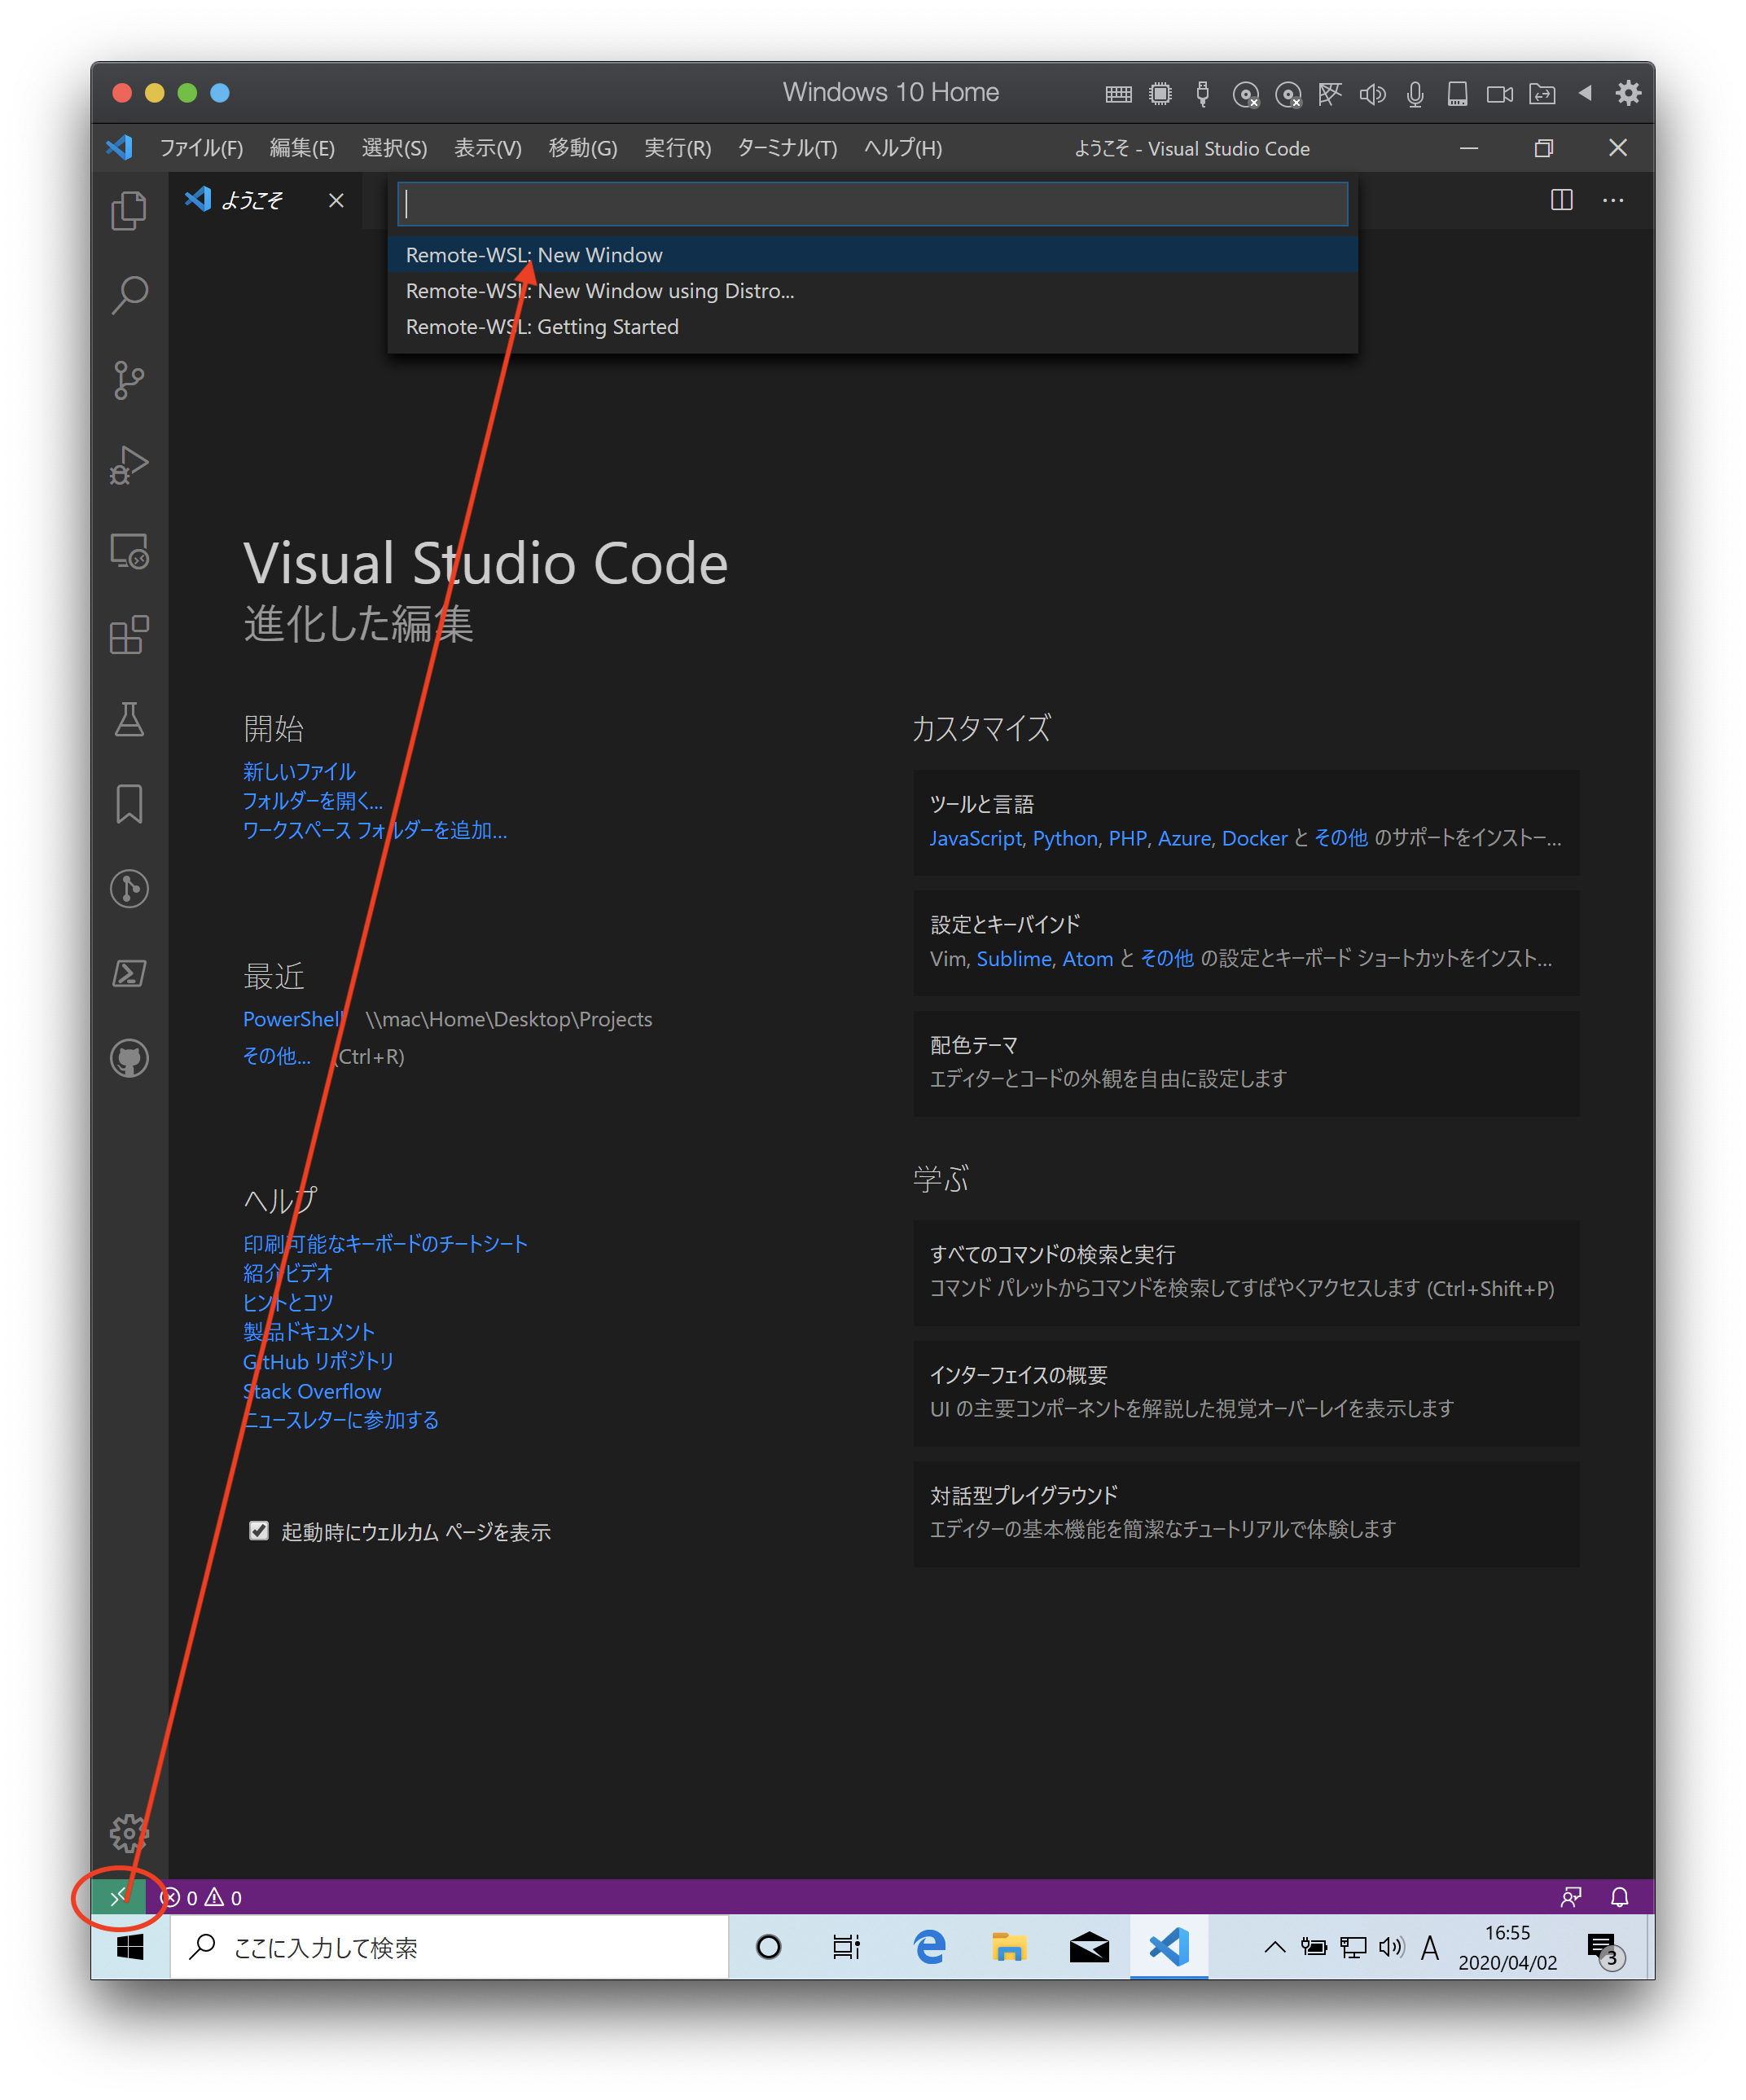 Windows 10 Home
ファイル(F) 編集(E) 選択(S) 表示(V) 移動(G) 実行(R) ターミナル(T) ヘルプ(H) ようこそ - Visual Studio Code
ようこそ
Remote-WSL: New Window
Remote-WSL: New Window using Distro...
Remote-WSL: Getting Started
Visual Studio Code
進化した編集
開始
新しいファイル
フォルダーを開く...
ワークスペース フォルダーを追加...
最近
PowerShell \\mac\Home\Desktop\Projects
その他... (Ctrl+R)
ヘルプ
印刷可能なキーボードのチートシート
紹介ビデオ
ヒントとコツ
製品ドキュメント
GitHub リポジトリ
Stack Overflow
ニュースレターに参加する
起動時にウェルカム ページを表示
カスタマイズ
ツールと言語
JavaScript, Python, PHP, Azure, Docker と その他 のサポートをインストー...
設定とキーバインド
Vim, Sublime, Atom と その他 の設定とキーボード ショートカットをインスト...
配色テーマ
エディターとコードの外観を自由に設定します
学ぶ
すべてのコマンドの検索と実行
コマンド パレットからコマンドを検索してすばやくアクセスします (Ctrl+Shift+P)
インターフェイスの概要
UI の主要コンポーネントを解説した視覚オーバーレイを表示します
対話型プレイグラウンド
エディターの基本機能を簡潔なチュートリアルで体験します
0 0
ここに入力して検索
A
16:55
2020/04/02
3